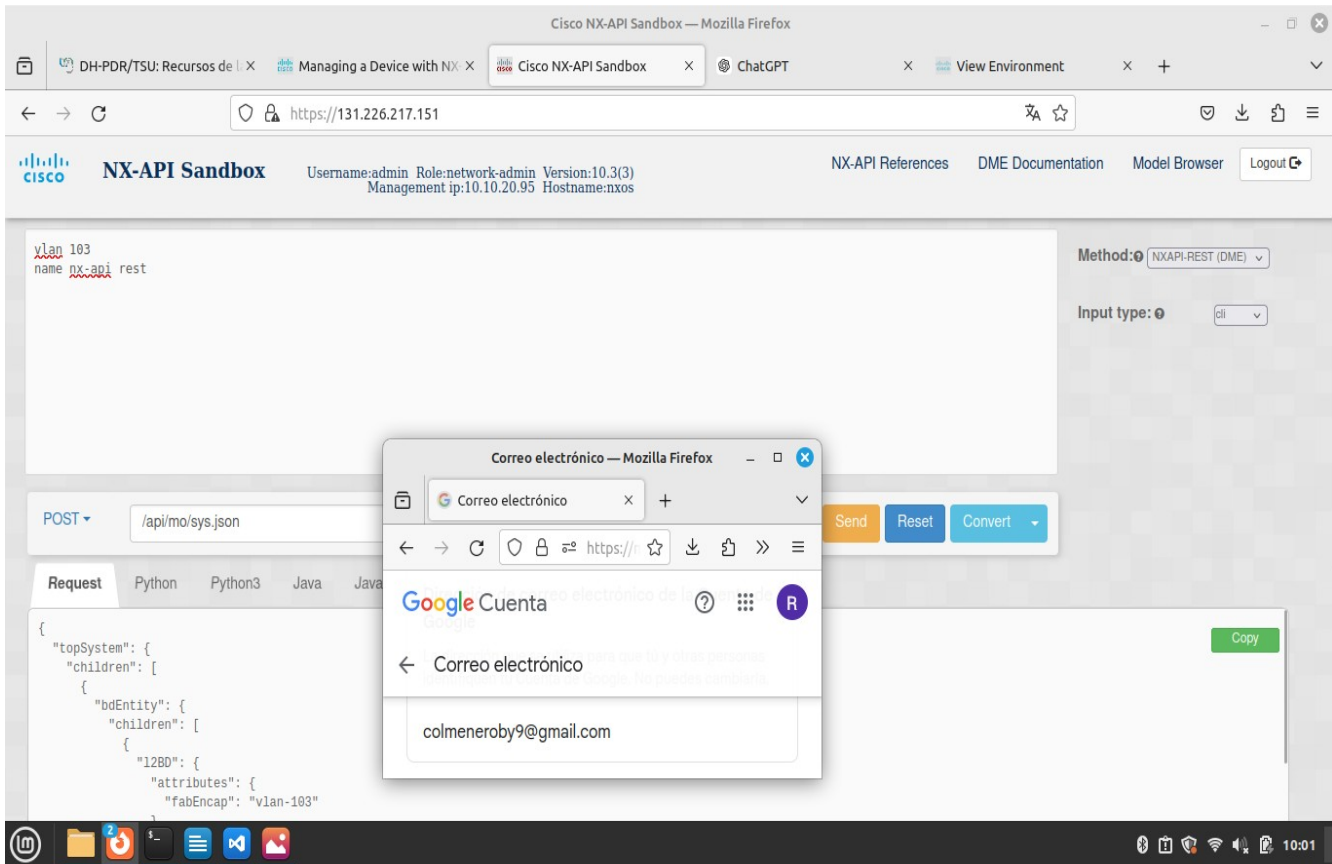 Cisco NX-API Sandbox — Mozilla Firefox
DH-PDR/TSU: Recursos de
Managing a Device with NX-
Cisco NX-API Sandbox
ChatGPT
View Environment
https://131.226.217.151
cisco
NX-API Sandbox
Username:admin Role:network-admin Version:10.3(3)
Management ip:10.10.20.95 Hostname:nxos
NX-API References
DME Documentation
Model Browser
Logout
vlan 103
name nx-api rest
Method:
NXAPI-REST (DME)
Input type:
cli
POST
/api/mo/sys.json
Send
Reset
Convert
Request
Python
Python3
Java
Java
Copy
{
"topSystem": {
"children": [
{
"bdEntity": {
"children": [
{
"l2BD": {
"attributes": {
"fabEncap": "vlan-103"
}
Correo electrónico — Mozilla Firefox
Correo electrónico
https://
Google Cuenta
R
Correo electrónico
colmeneroby9@gmail.com
2
10:01